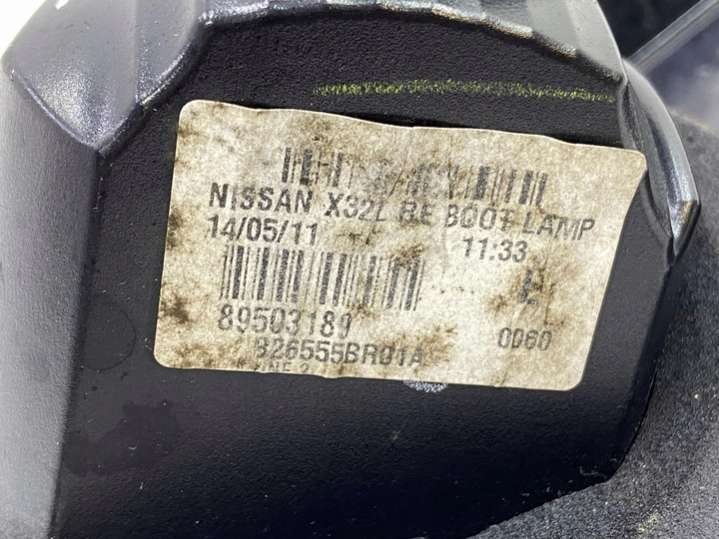 NISSAN X32L RE BOOT LAMP
14/05/11 11:33
L
89503189 0060
B26555BR01A